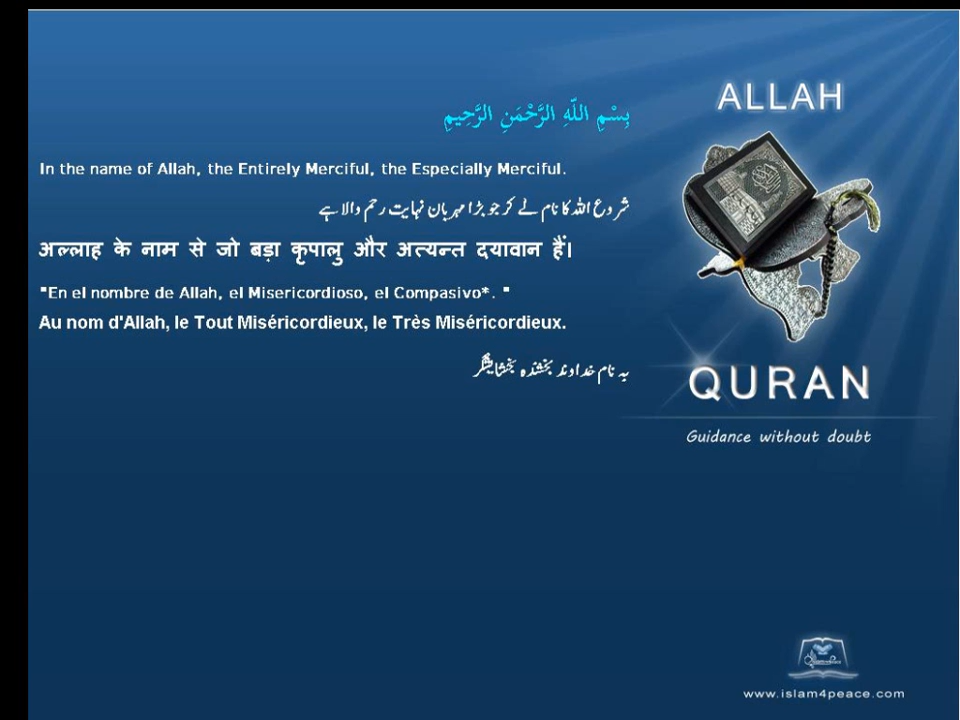 بِسْمِ اللَّهِ الرَّحْمَنِ الرَّحِيمِ
In the name of Allah, the Entirely Merciful, the Especially Merciful.
شروع اللہ کا نام لے کر جو بڑا مہربان نہایت رحم والا ہے
अल्लाह के नाम से जो बड़ा कृपालु और अत्यन्त दयावान हैं।
"En el nombre de Allah, el Misericordioso, el Compasivo*. "
Au nom d'Allah, le Tout Miséricordieux, le Très Miséricordieux.
به نام خداوند بخشنده بخشایشگر
ALLAH
QURAN
Guidance without doubt
www.islam4peace.com